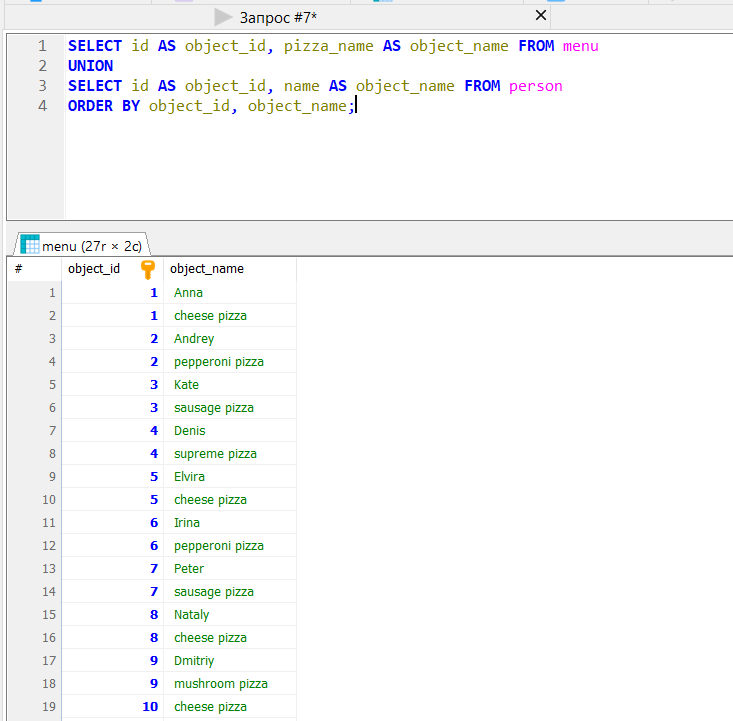 Запрос #7*
1 SELECT id AS object_id, pizza_name AS object_name FROM menu
2 UNION
3 SELECT id AS object_id, name AS object_name FROM person
4 ORDER BY object_id, object_name;
menu (27r × 2c)
# object_id object_name
1 1 Anna
2 1 cheese pizza
3 2 Andrey
4 2 pepperoni pizza
5 3 Kate
6 3 sausage pizza
7 4 Denis
8 4 supreme pizza
9 5 Elvira
10 5 cheese pizza
11 6 Irina
12 6 pepperoni pizza
13 7 Peter
14 7 sausage pizza
15 8 Nataly
16 8 cheese pizza
17 9 Dmitriy
18 9 mushroom pizza
19 10 cheese pizza